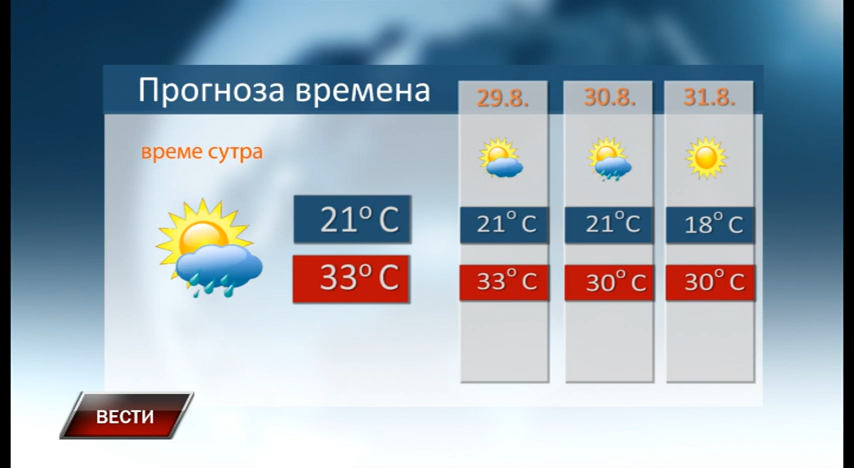 Прогноза времена
време сутра
21° C
33° C
29.8.
21° C
33° C
30.8.
21°C
30° C
31.8.
18° C
30° C
ВЕСТИ